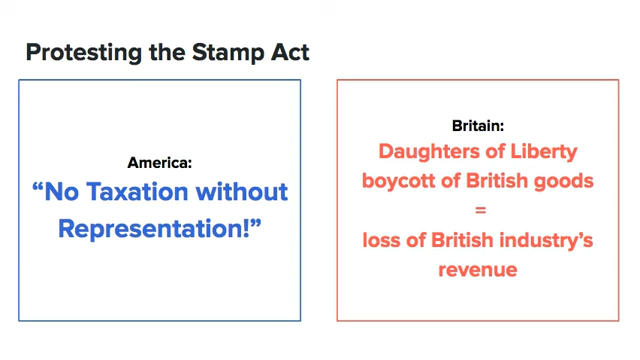 Protesting the Stamp Act
America:
“No Taxation without
Representation!”
Britain:
Daughters of Liberty
boycott of British goods
=
loss of British industry’s
revenue